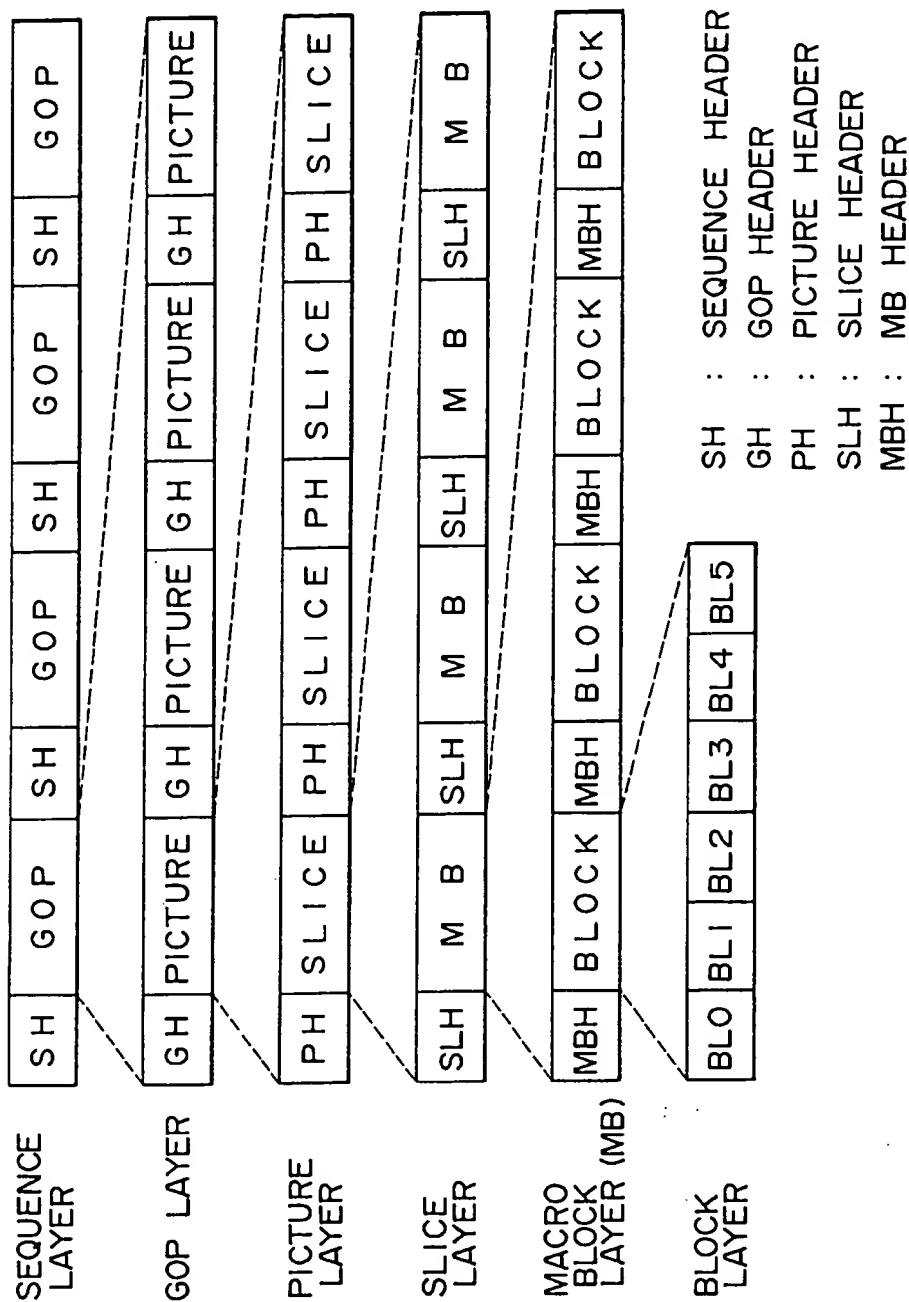 SEQUENCE
LAYER
SH GOP SH GOP SH GOP SH GOP
GOP LAYER
GH PICTURE GH PICTURE GH PICTURE GH PICTURE
PICTURE
LAYER
PH SLICE PH SLICE PH SLICE PH SLICE
SLICE
LAYER
SLH MB SLH MB SLH MB SLH MB
MACRO
BLOCK
LAYER (MB)
MBH BLOCK MBH BLOCK MBH BLOCK MBH BLOCK
BLOCK
LAYER
BL0 BL1 BL2 BL3 BL4 BL5
SH : SEQUENCE HEADER
GH : GOP HEADER
PH : PICTURE HEADER
SLH : SLICE HEADER
MBH : MB HEADER